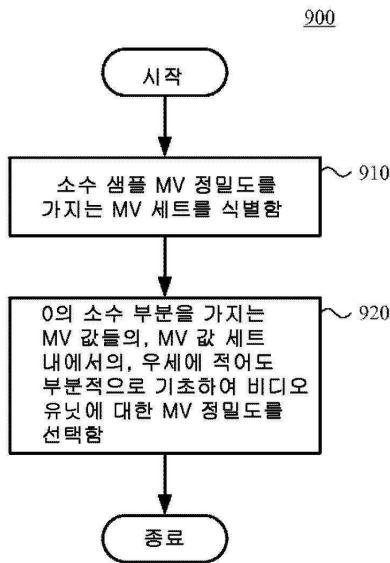 900
시작
소수 샘플 MV 정밀도를
가지는 MV 세트를 식별함
910
0의 소수 부분을 가지는
MV 값들의, MV 값 세트
내에서의, 우세에 적어도
부분적으로 기초하여 비디오
유닛에 대한 MV 정밀도를
선택함
920
종료